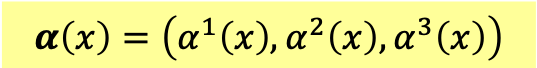 𝜶(𝑥) = (𝛼¹(𝑥), 𝛼²(𝑥), 𝛼³(𝑥))